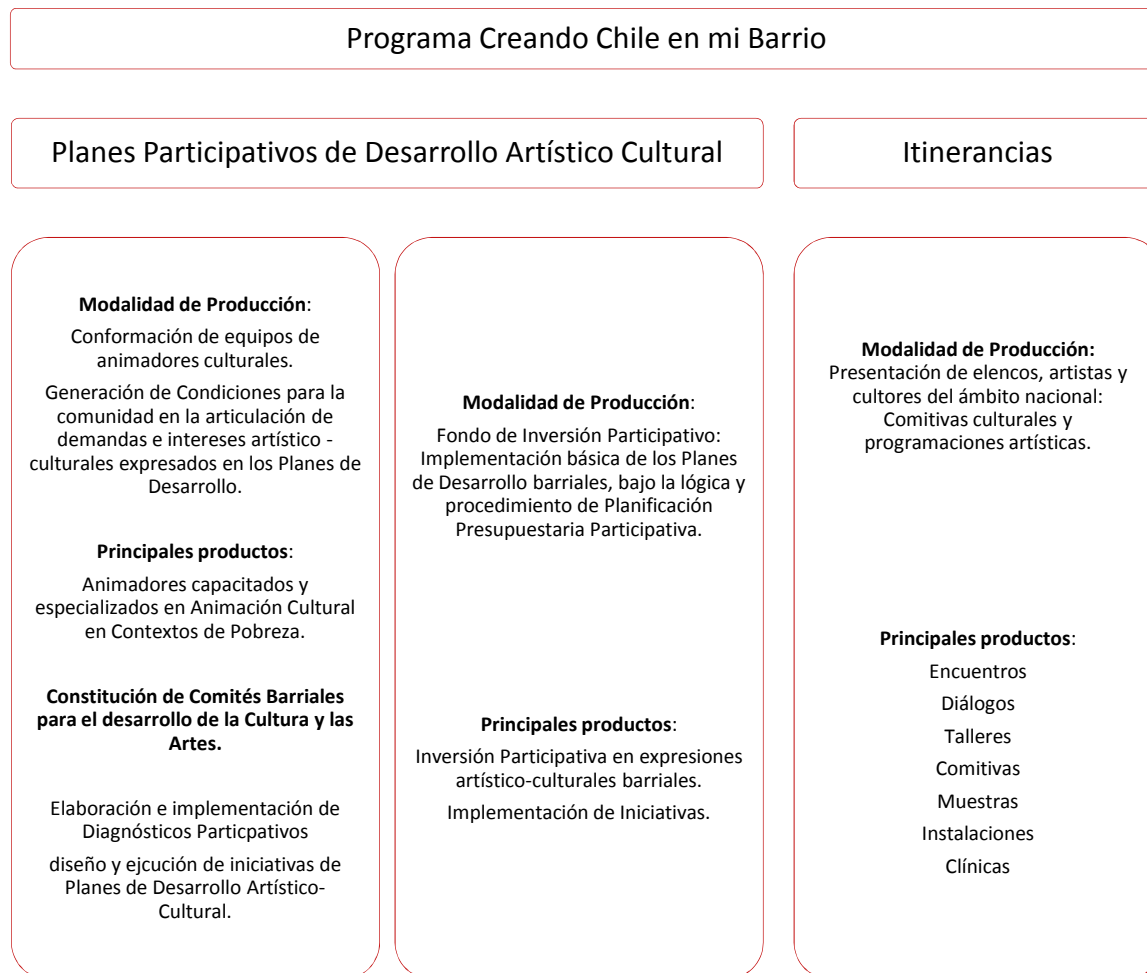 Programa Creando Chile en mi Barrio
Planes Participativos de Desarrollo Artístico Cultural
Itinerancias
Modalidad de Producción:
Conformación de equipos de
animadores culturales.
Generación de Condiciones para la
comunidad en la articulación de
demandas e intereses artístico -
culturales expresados en los Planes de
Desarrollo.
Principales productos:
Animadores capacitados y
especializados en Animación Cultural
en Contextos de Pobreza.
Constitución de Comités Barriales
para el desarrollo de la Cultura y las
Artes.
Elaboración e implementación de
Diagnósticos Particpativos
diseño y ejcución de iniciativas de
Planes de Desarrollo Artístico-
Cultural.
Modalidad de Producción:
Fondo de Inversión Participativo:
Implementación básica de los Planes
de Desarrollo barriales, bajo la lógica y
procedimiento de Planificación
Presupuestaria Participativa.
Principales productos:
Inversión Participativa en expresiones
artístico-culturales barriales.
Implementación de Iniciativas.
Modalidad de Producción:
Presentación de elencos, artistas y
cultores del ámbito nacional:
Comitivas culturales y
programaciones artísticas.
Principales productos:
Encuentros
Diálogos
Talleres
Comitivas
Muestras
Instalaciones
Clínicas